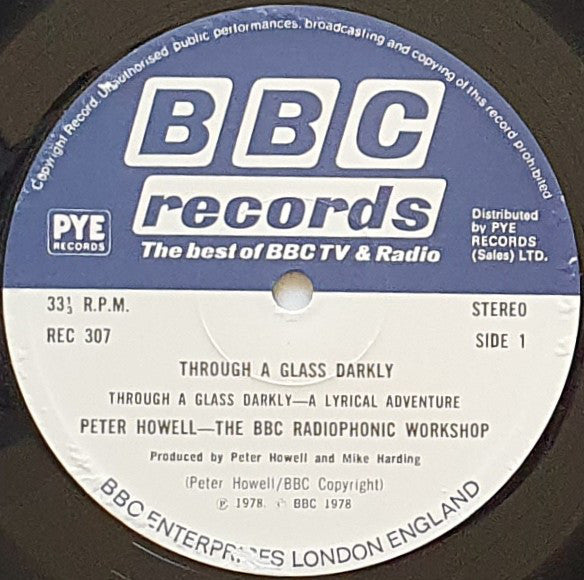 Copyright Record. Unauthorised public performances, broadcasting and copying of this record prohibited
BBC
records
The best of BBC TV & Radio
PYE
RECORDS
Distributed
by PYE
RECORDS
(Sales) LTD.
33⅓ R.P.M.
STEREO
REC 307
SIDE 1
THROUGH A GLASS DARKLY
THROUGH A GLASS DARKLY—A LYRICAL ADVENTURE
PETER HOWELL—THE BBC RADIOPHONIC WORKSHOP
Produced by Peter Howell and Mike Harding
(Peter Howell/BBC Copyright)
℗ 1978. © BBC 1978
BBC ENTERPRISES LONDON ENGLAND